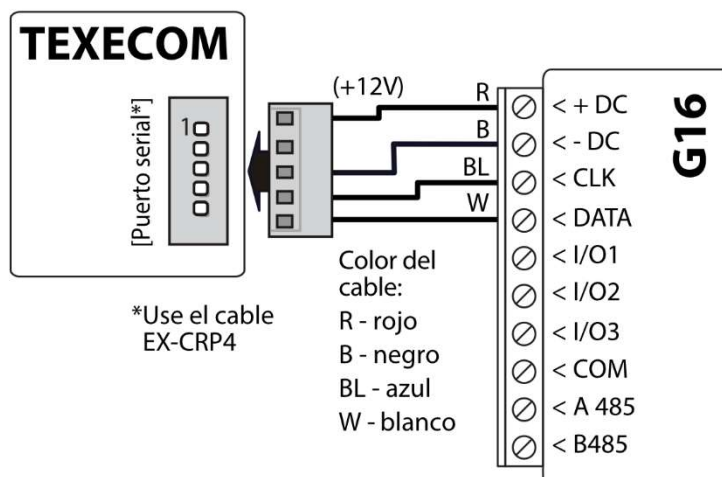 TEXECOM
[Puerto serial*]
1
(+12V)
R
B
BL
W
*Use el cable
EX-CRP4
Color del
cable:
R - rojo
B - negro
BL - azul
W - blanco
< + DC
< - DC
< CLK
< DATA
< I/O1
< I/O2
< I/O3
< COM
< A 485
< B485
G16